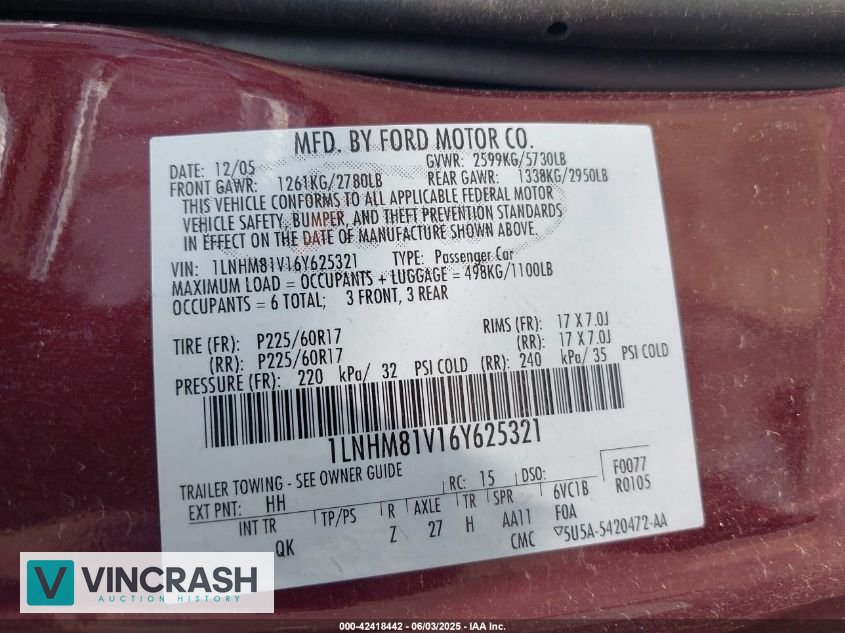 MFD. BY FORD MOTOR CO.
DATE: 12/05 GVWR: 2599KG/5730LB
FRONT GAWR: 1261KG/2780LB REAR GAWR: 1338KG/2950LB
THIS VEHICLE CONFORMS TO ALL APPLICABLE FEDERAL MOTOR
VEHICLE SAFETY, BUMPER, AND THEFT PREVENTION STANDARDS
IN EFFECT ON THE DATE OF MANUFACTURE SHOWN ABOVE.
VIN: 1LNHM81V16Y625321 TYPE: Passenger Car
MAXIMUM LOAD = OCCUPANTS + LUGGAGE = 498KG/1100LB
OCCUPANTS = 6 TOTAL; 3 FRONT, 3 REAR
TIRE (FR): P225/60R17 RIMS (FR): 17 X 7.0J
(RR): P225/60R17 (RR): 17 X 7.0J
PRESSURE (FR): 220 kPa/ 32 PSI COLD (RR): 240 kPa/ 35 PSI COLD
1LNHM81V16Y625321
TRAILER TOWING - SEE OWNER GUIDE RC: 15 DSO: F0077
EXT PNT: HH 6VC1B R0105
INT TR TP/PS R AXLE TR SPR F0A
QK Z 27 H AA11 CMC 5U5A-5420472-AA
VINCRASH
AUCTION HISTORY
000-42418442 - 06/03/2025 - IAA Inc.